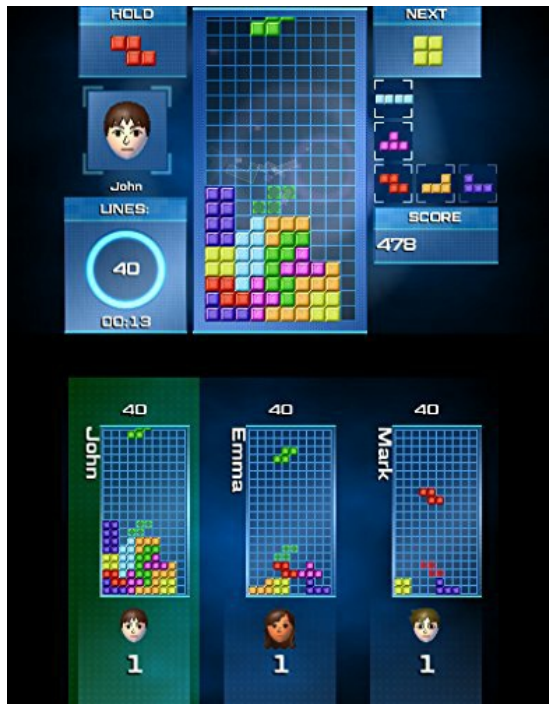 HOLD
NEXT
John
LINES:
40
00:13
SCORE
478
40
40
40
John
Emma
Mark
1
1
1